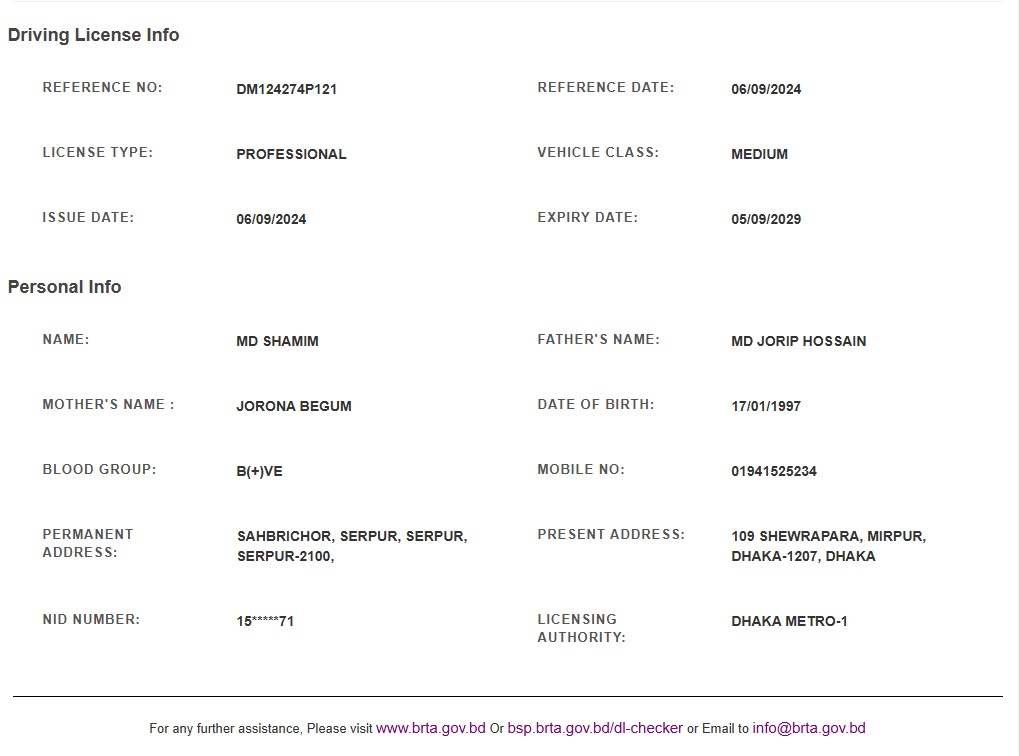 Driving License Info
REFERENCE NO: DM124274P121 REFERENCE DATE: 06/09/2024
LICENSE TYPE: PROFESSIONAL VEHICLE CLASS: MEDIUM
ISSUE DATE: 06/09/2024 EXPIRY DATE: 05/09/2029
Personal Info
NAME: MD SHAMIM FATHER'S NAME: MD JORIP HOSSAIN
MOTHER'S NAME : JORONA BEGUM DATE OF BIRTH: 17/01/1997
BLOOD GROUP: B(+)VE MOBILE NO: 01941525234
PERMANENT SAHBRICHOR, SERPUR, SERPUR, PRESENT ADDRESS: 109 SHEWRAPARA, MIRPUR,
ADDRESS: SERPUR-2100, DHAKA-1207, DHAKA
NID NUMBER: 15*****71 LICENSING DHAKA METRO-1
AUTHORITY:
For any further assistance, Please visit www.brta.gov.bd Or bsp.brta.gov.bd/dl-checker or Email to info@brta.gov.bd